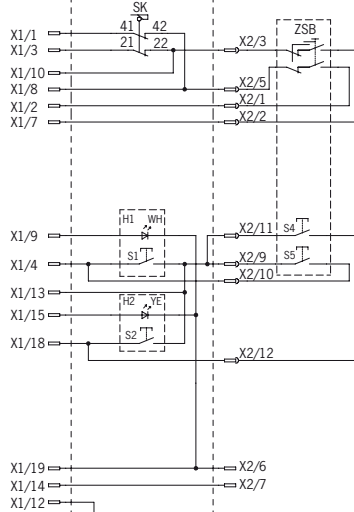 SK
41 42
X1/1
ZSB
21 22
X1/3
X2/3
X1/10
X1/8
X2/5
X1/2
X2/1
X1/7
X2/2
H1 WH
X1/9
X2/11
S4
S1
X1/4
X2/9
S5
X2/10
X1/13
H2 YE
X1/15
S2
X1/18
X2/12
X1/19
X2/6
X1/14
X2/7
X1/12